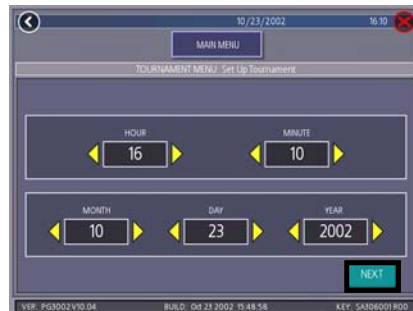 10/23/2002 16:10
MAIN MENU
TOURNAMENT MENU: Set Up Tournament
HOUR MINUTE
16 10
MONTH DAY YEAR
10 23 2002
NEXT
VER: PG3002 V10.04 BUILD: Oct 23 2002 15:48:58 KEY: SA306001 R00